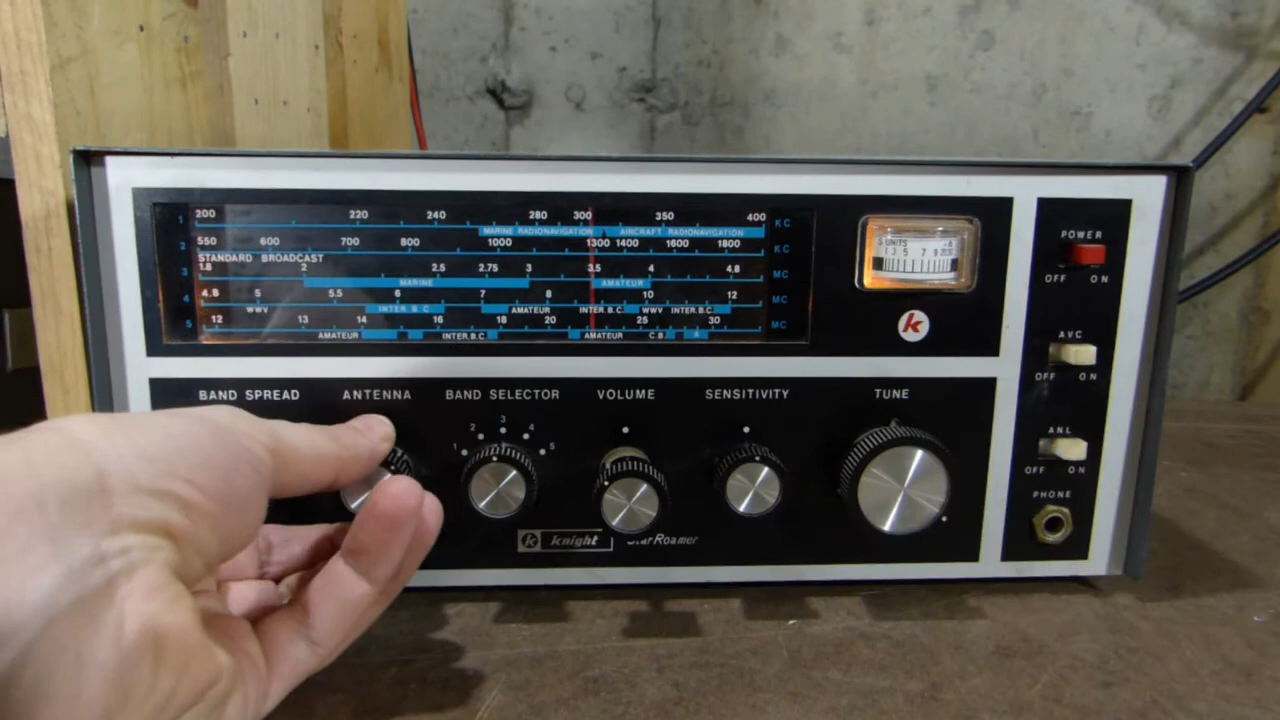 1 200 220 240 280 300 350 400 KC
MARINE RADIONAVIGATION AIRCRAFT RADIONAVIGATION
2 550 600 700 800 1000 1300 1400 1600 1800 KC
STANDARD BROADCAST
3 1.8 2 2.5 2.75 3 3.5 4 4.8 MC
MARINE AMATEUR
4 4.8 5 5.5 6 7 8 10 12 MC
WWV INTER B C AMATEUR INTER.B.C. WWV INTER.B.C.
5 12 13 14 16 18 20 25 30 MC
AMATEUR INTER.B.C. AMATEUR C.B. A
S UNITS
1 3 5 7 9
k
POWER
OFF ON
AVC
OFF ON
ANL
OFF ON
PHONE
BAND SPREAD ANTENNA BAND SELECTOR VOLUME SENSITIVITY TUNE
1 2 3 4 5
k knight Star Roamer